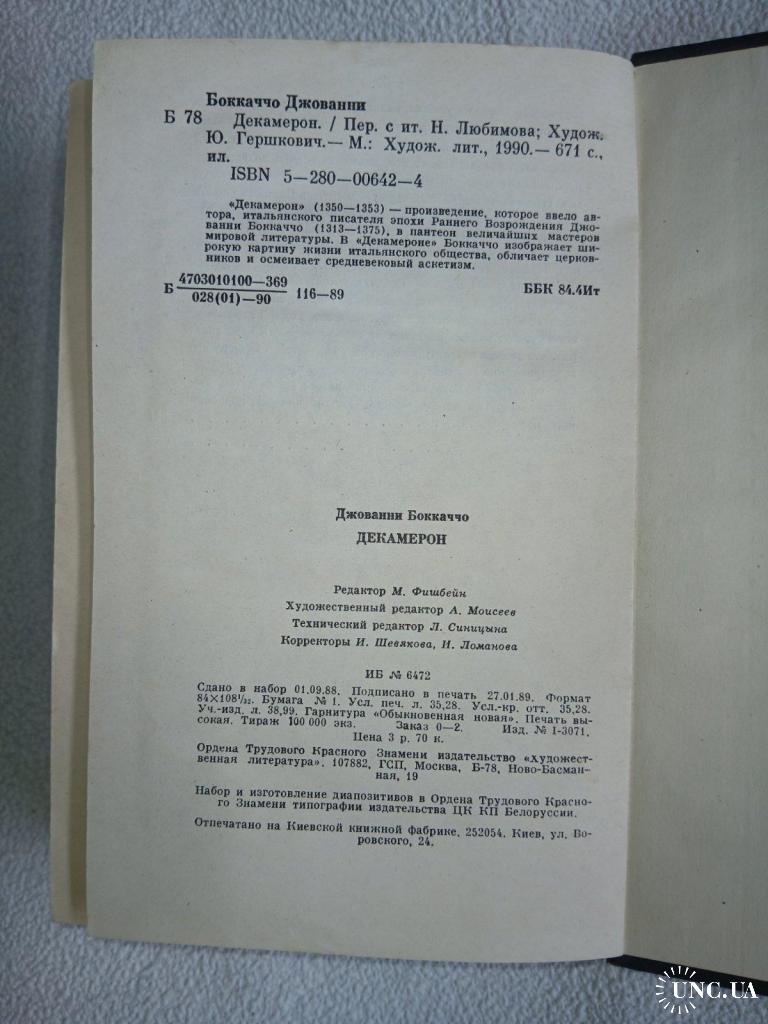 Боккаччо Джованни
Б 78 Декамерон. / Пер. с ит. Н. Любимова; Худож.
Ю. Гершкович.— М.: Худож. лит., 1990.— 671 с.,
ил.
ISBN 5—280—00642—4
«Декамерон» (1350—1353) — произведение, которое ввело ав-
тора, итальянского писателя эпохи Раннего Возрождения Джо-
ванни Боккаччо (1313—1375), в пантеон величайших мастеров
мировой литературы. В «Декамероне» Боккаччо изображает ши-
рокую картину жизни итальянского общества, обличает церков-
ников и осмеивает средневековый аскетизм.
4703010100—369
Б 116—89 ББК 84.4Ит
028(01)—90
Джованни Боккаччо
ДЕКАМЕРОН
Редактор М. Фишбейн
Художественный редактор А. Моисеев
Технический редактор Л. Синицына
Корректоры И. Шевякова, И. Ломанова
ИБ № 6472
Сдано в набор 01.09.88. Подписано в печать 27.01.89. Формат
84×108¹/₃₂. Бумага № 1. Усл. печ. л. 35,28. Усл.-кр. отт. 35,28.
Уч.-изд. л. 38,99. Гарнитура «Обыкновенная новая». Печать вы-
сокая. Тираж 100 000 экз. Заказ 0—2. Изд. № I-3071.
Цена 3 р. 70 к.
Ордена Трудового Красного Знамени издательство «Художест-
венная литература». 107882, ГСП, Москва, Б-78, Ново-Басман-
ная, 19
Набор и изготовление диапозитивов в Ордена Трудового Красно-
го Знамени типографии издательства ЦК КП Белоруссии.
Отпечатано на Киевской книжной фабрике. 252054. Киев, ул. Во-
ровского, 24.
UNC.UA